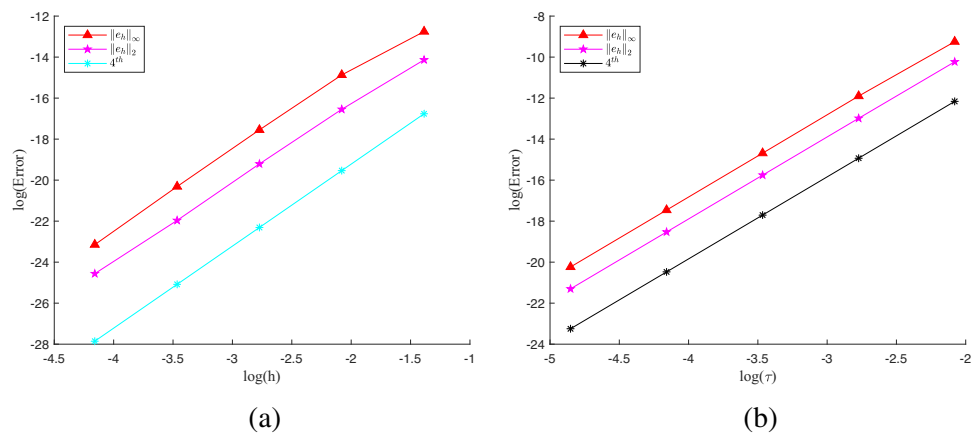 ‖e_h‖_∞
‖e_h‖_2
4^th
log(Error)
-12
-14
-16
-18
-20
-22
-24
-26
-28
-4.5
-4
-3.5
-3
-2.5
-2
-1.5
-1
log(h)
(a)
‖e_h‖_∞
‖e_h‖_2
4^th
log(Error)
-8
-10
-12
-14
-16
-18
-20
-22
-24
-5
-4.5
-4
-3.5
-3
-2.5
-2
log(τ)
(b)